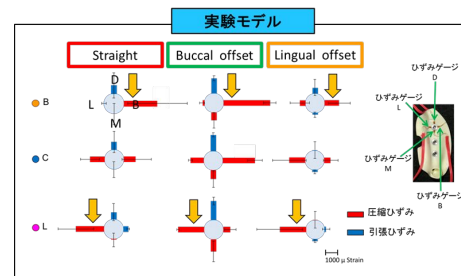 実験モデル
Straight
Buccal offset
Lingual offset
D
L
B
M
B
C
L
ひずみゲージ
D
ひずみゲージ
L
ひずみゲージ
M
ひずみゲージ
B
圧縮ひずみ
引張ひずみ
1000 μ Strain